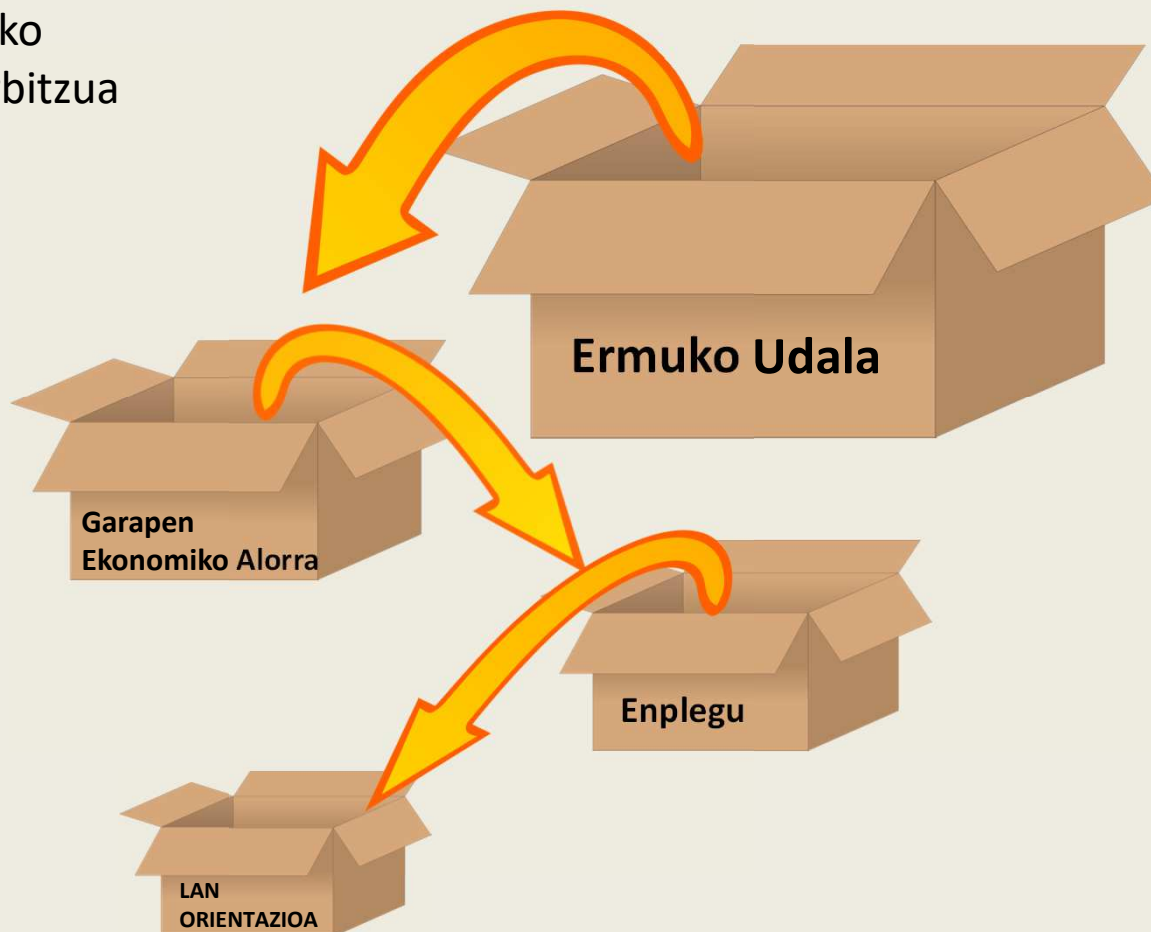 ko
bitzua
Ermuko Udala
Garapen
Ekonomiko Alorra
Enplegu
LAN
ORIENTAZIOA